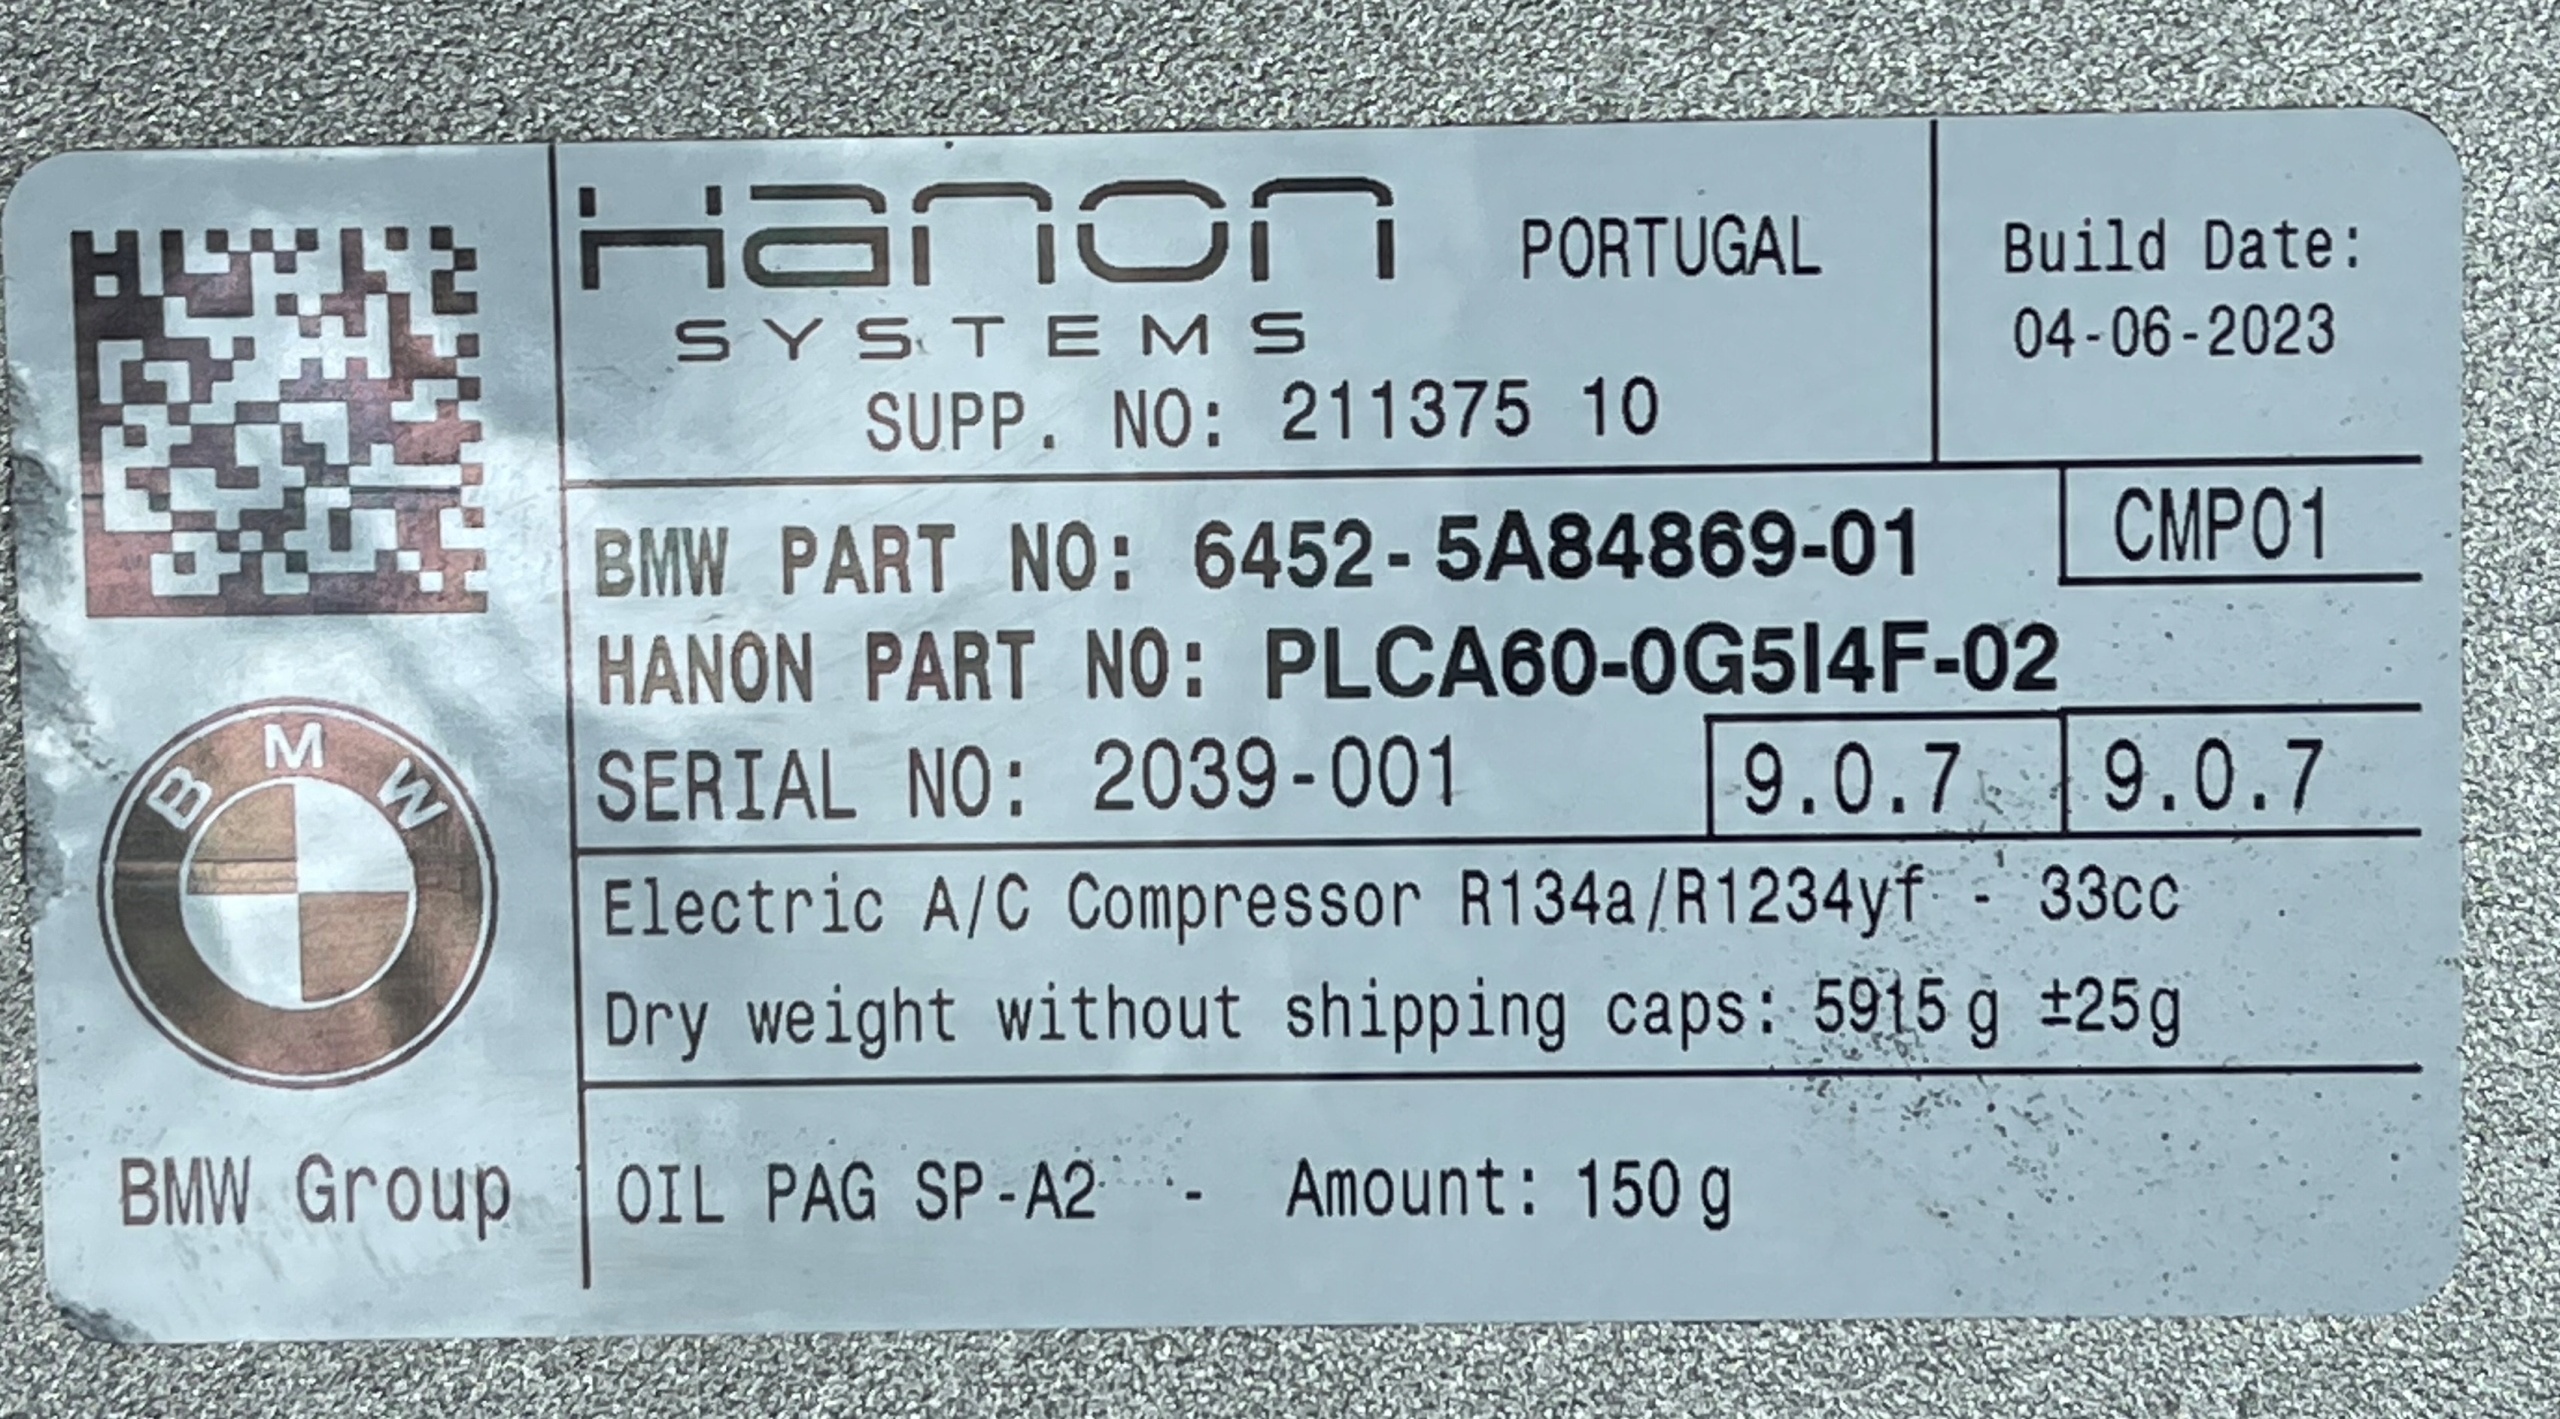 Hanon PORTUGAL
SYSTEMS
SUPP. NO: 211375 10
Build Date:
04-06-2023
BMW PART NO: 6452-5A84869-01
CMP01
HANON PART NO: PLCA60-0G5I4F-02
SERIAL NO: 2039-001
9.0.7
9.0.7
Electric A/C Compressor R134a/R1234yf - 33cc
Dry weight without shipping caps: 5915 g ±25g
OIL PAG SP-A2 - Amount: 150 g
BMW
BMW Group